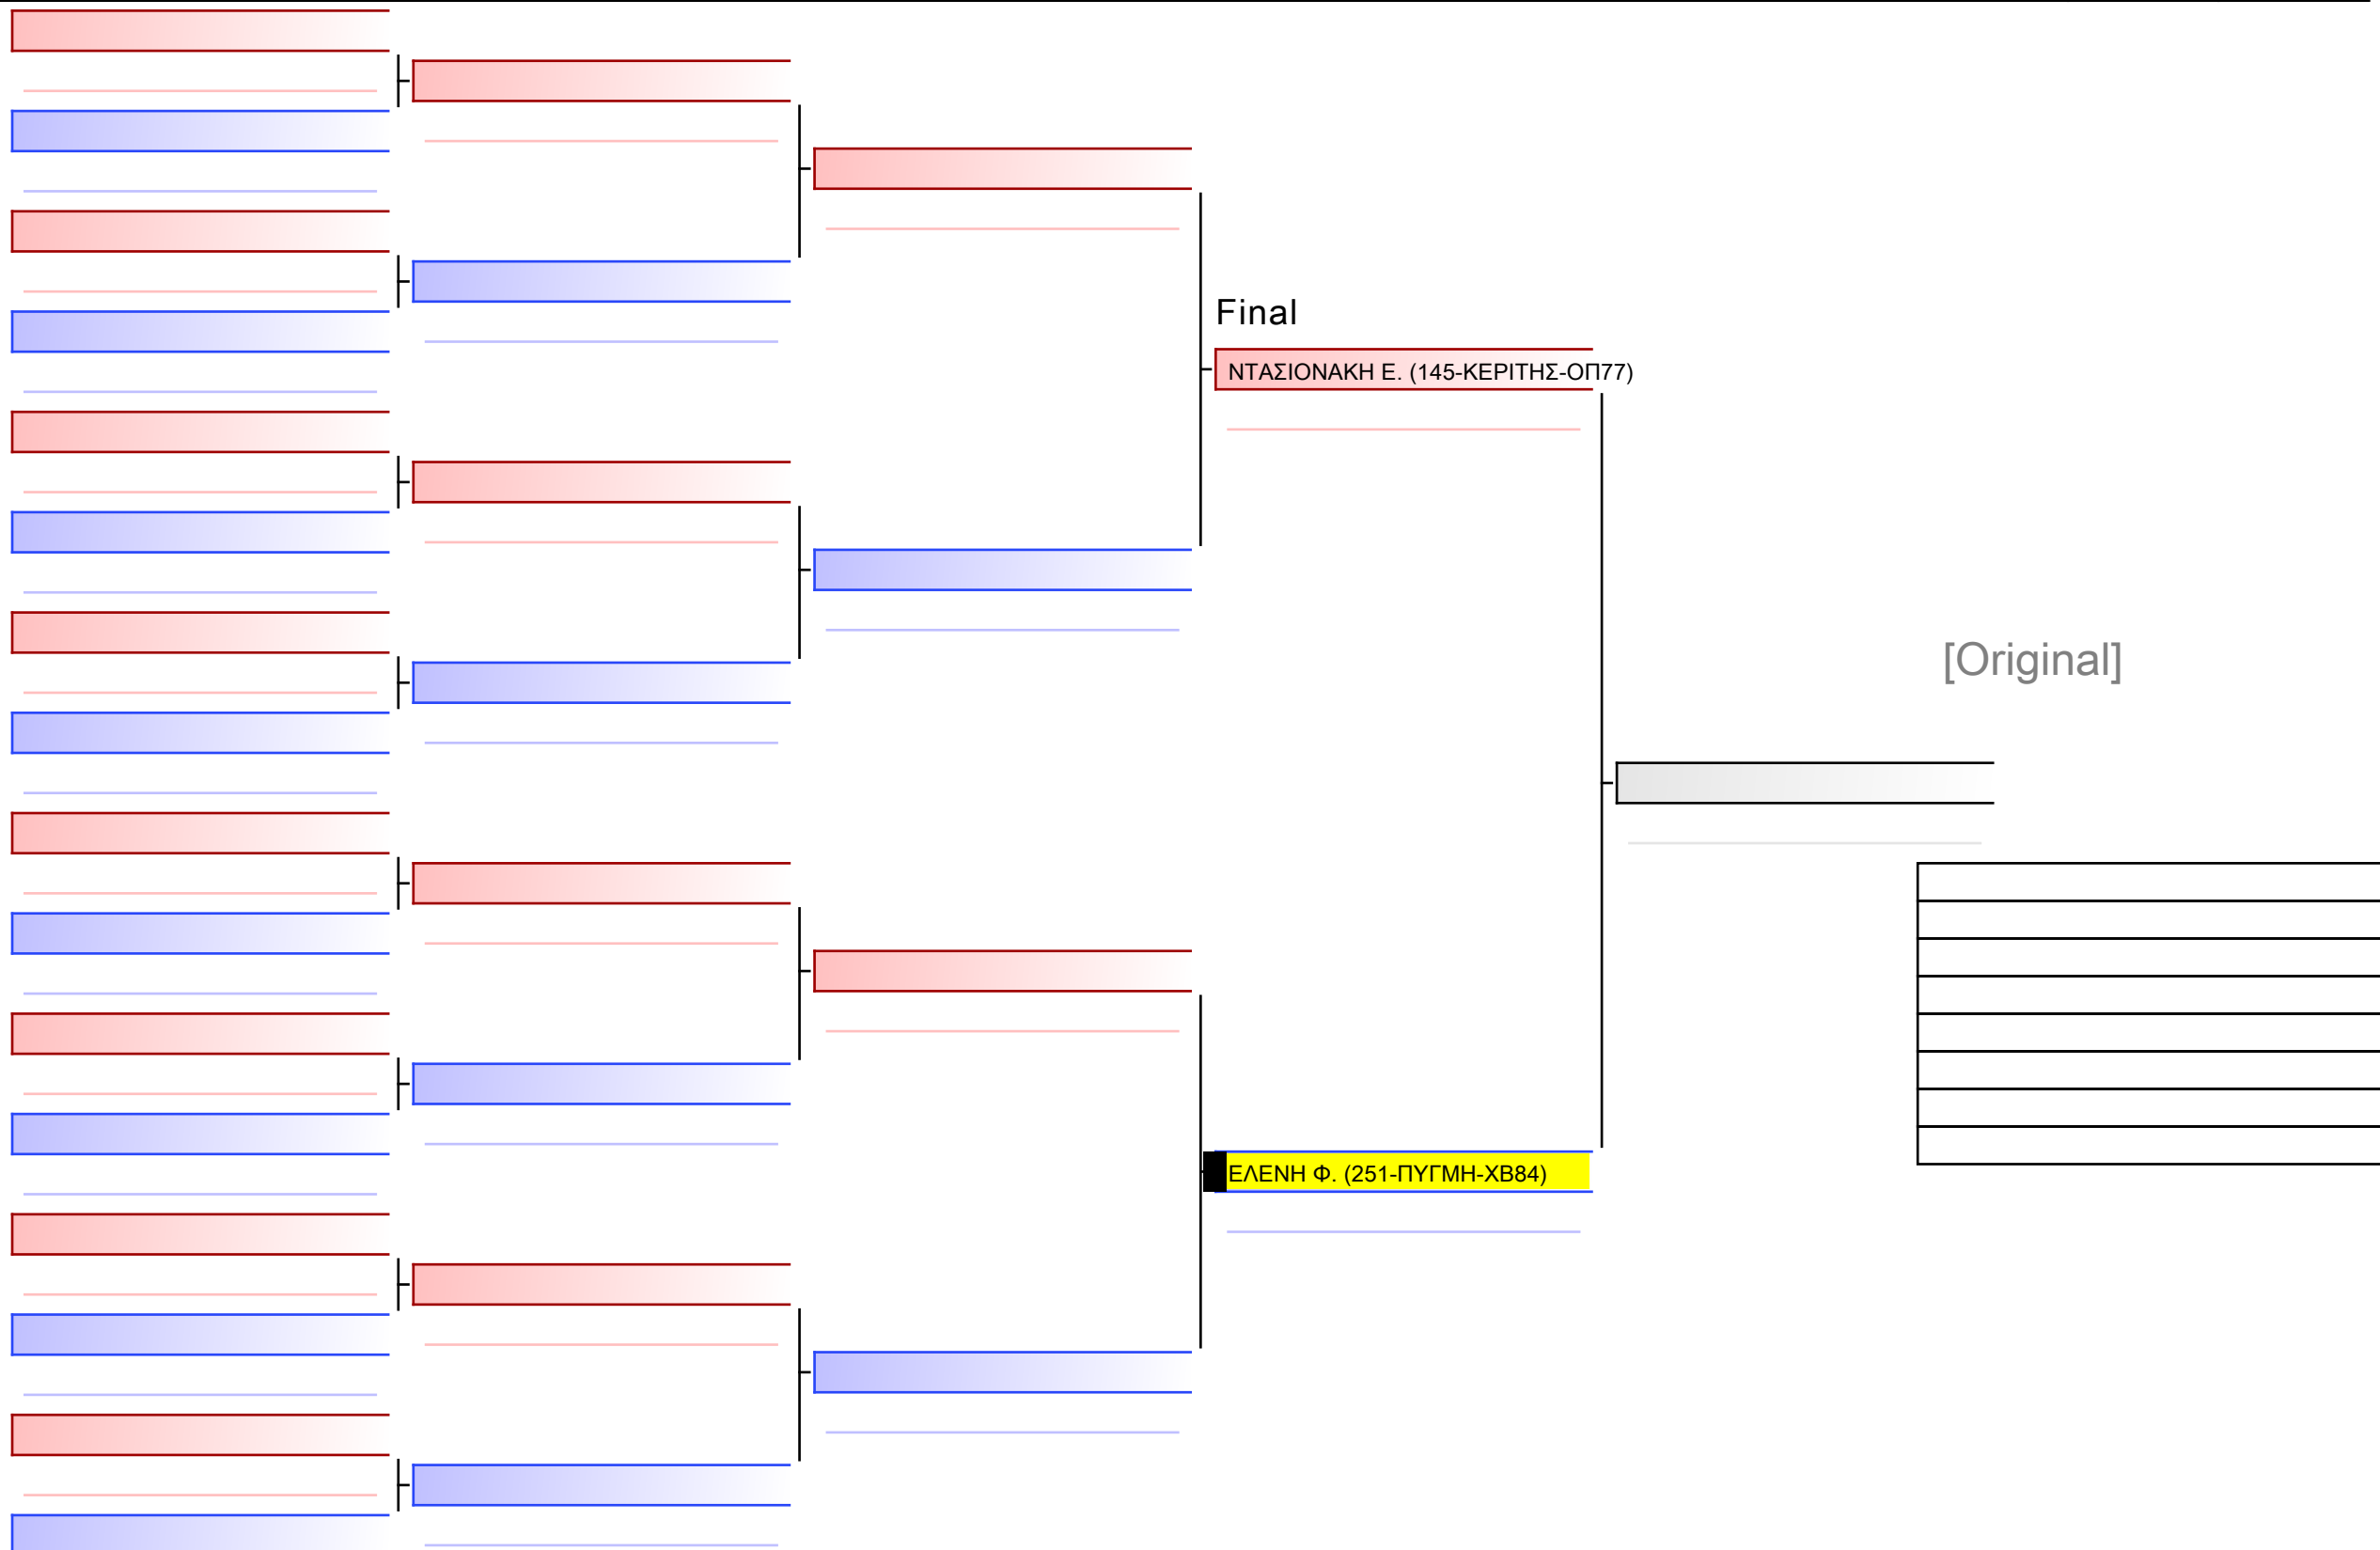 Final
ΝΤΑΣΙΟΝΑΚΗ Ε. (145-ΚΕΡΙΤΗΣ-ΟΠ77)
[Original]
ΕΛΕΝΗ Φ. (251-ΠΥΓΜΗ-ΧΒ84)